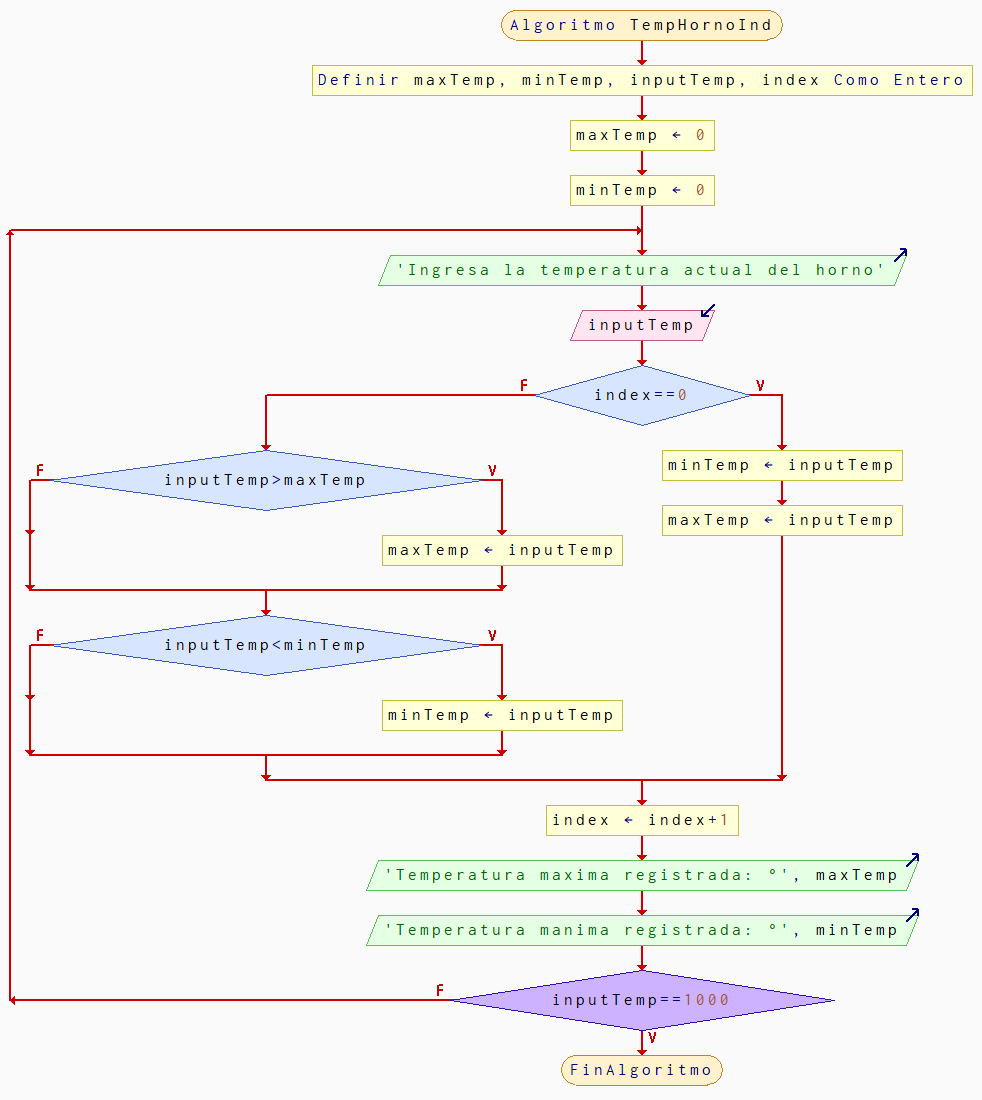 Algoritmo TempHornoInd
Definir maxTemp, minTemp, inputTemp, index Como Entero
maxTemp ← 0
minTemp ← 0
'Ingresa la temperatura actual del horno'
inputTemp
F
V
index==0
minTemp ← inputTemp
maxTemp ← inputTemp
F
V
inputTemp>maxTemp
maxTemp ← inputTemp
F
V
inputTemp<minTemp
minTemp ← inputTemp
index ← index+1
'Temperatura maxima registrada: °', maxTemp
'Temperatura manima registrada: °', minTemp
F
inputTemp==1000
V
FinAlgoritmo